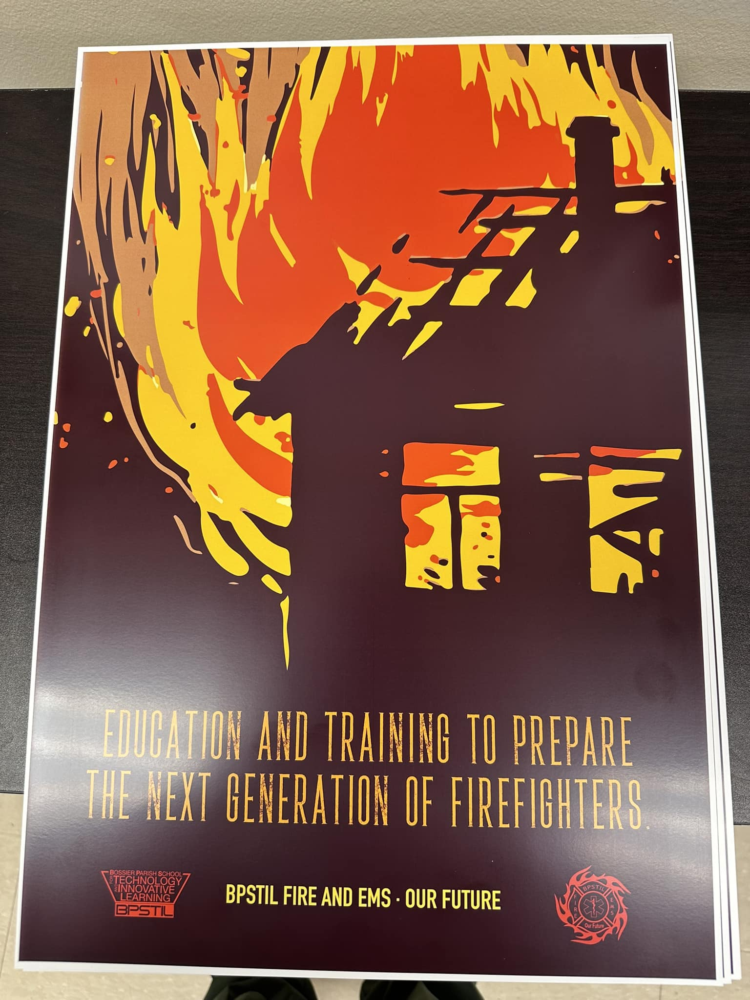 EDUCATION AND TRAINING TO PREPARE
THE NEXT GENERATION OF FIREFIGHTERS.
BOSSIER PARISH SCHOOL
FOR TECHNOLOGY
AND INNOVATIVE
LEARNING
BPSTIL
BPSTIL FIRE AND EMS · OUR FUTURE
BPSTIL
FIRE
EMS
Our Future